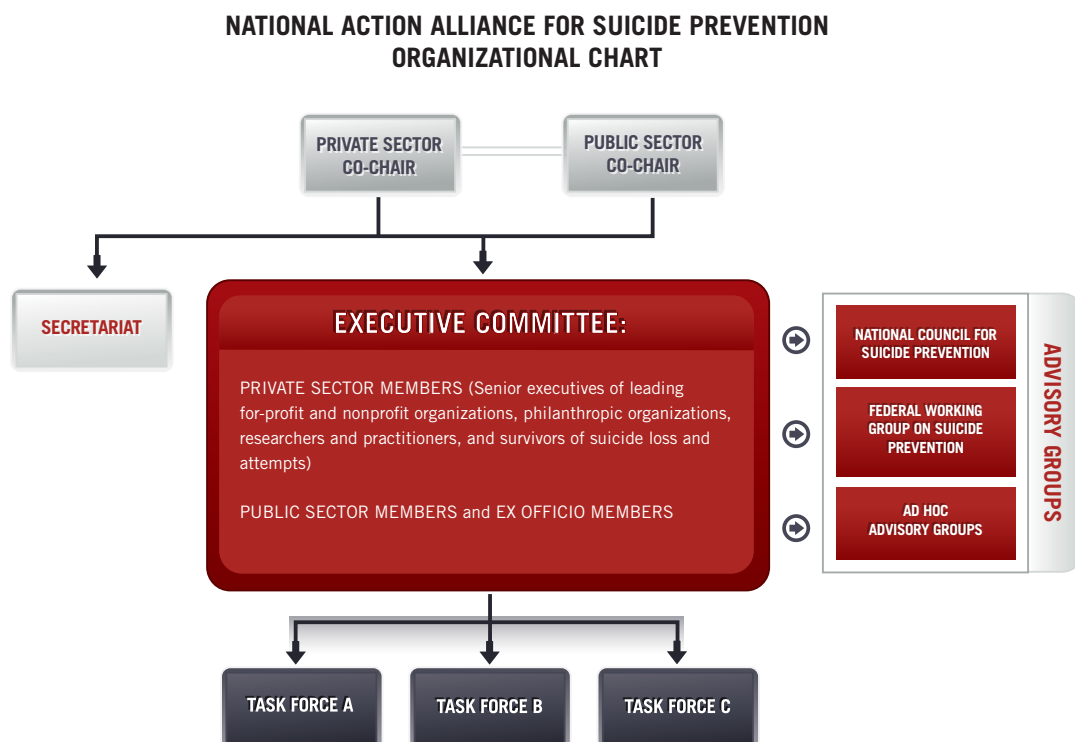 NATIONAL ACTION ALLIANCE FOR SUICIDE PREVENTION
ORGANIZATIONAL CHART
PRIVATE SECTOR
CO-CHAIR
PUBLIC SECTOR
CO-CHAIR
SECRETARIAT
EXECUTIVE COMMITTEE:
PRIVATE SECTOR MEMBERS (Senior executives of leading
for-profit and nonprofit organizations, philanthropic organizations,
researchers and practitioners, and survivors of suicide loss and
attempts)
PUBLIC SECTOR MEMBERS and EX OFFICIO MEMBERS
NATIONAL COUNCIL FOR
SUICIDE PREVENTION
FEDERAL WORKING
GROUP ON SUICIDE
PREVENTION
AD HOC
ADVISORY GROUPS
ADVISORY GROUPS
TASK FORCE A
TASK FORCE B
TASK FORCE C